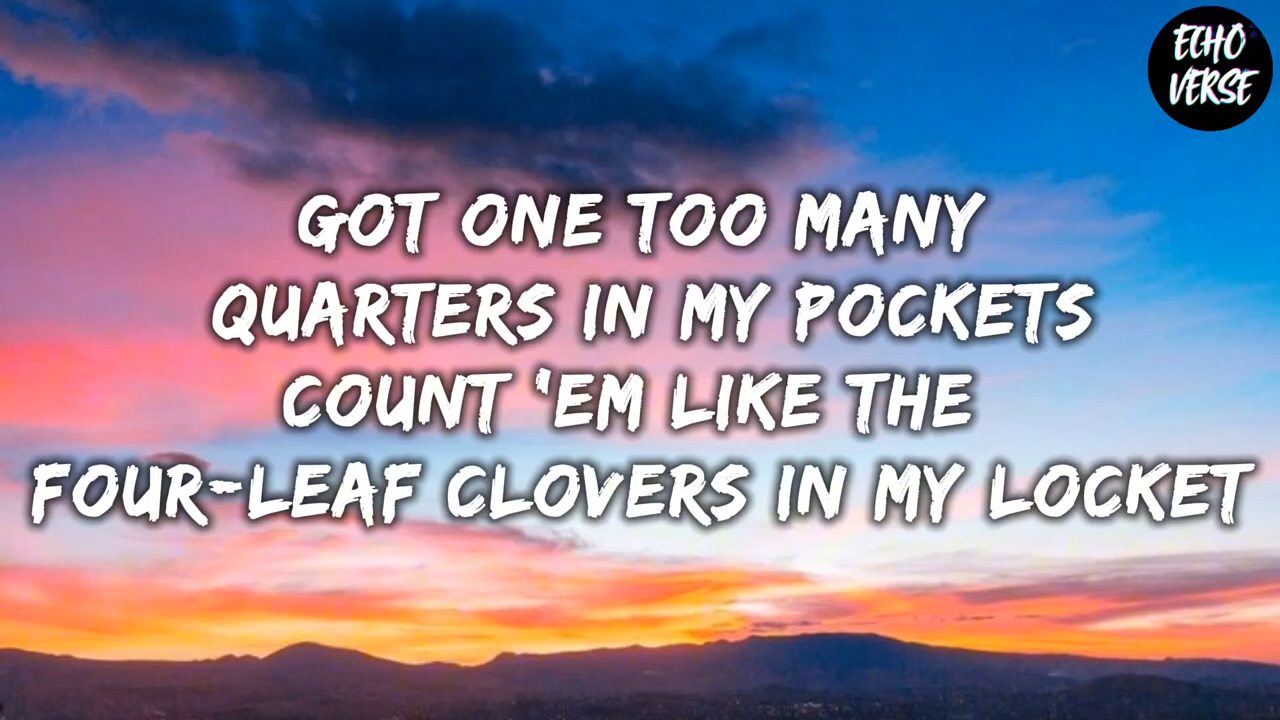 ECHO
VERSE
GOT ONE TOO MANY
QUARTERS IN MY POCKETS
COUNT 'EM LIKE THE
FOUR-LEAF CLOVERS IN MY LOCKET